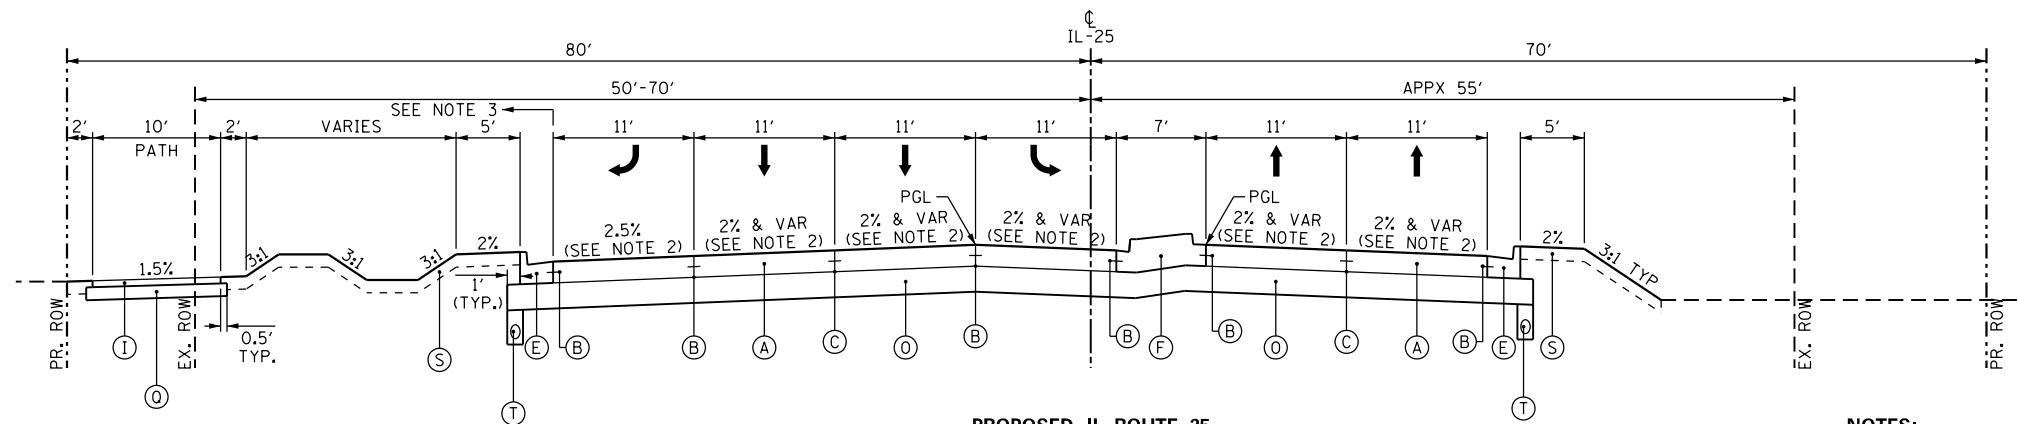 ℄
IL-25
80' 70'
50'-70' APPX 55'
SEE NOTE 3
2' 10' 2' VARIES 5' 11' 11' 11' 11' 7' 11' 11' 5'
PATH
PGL PGL
2.5% 2% & VAR 2% & VAR 2% & VAR 2% & VAR 2% & VAR
(SEE NOTE 2) (SEE NOTE 2) (SEE NOTE 2) (SEE NOTE 2) (SEE NOTE 2) (SEE NOTE 2)
1.5% 3:1 3:1 3:1 2% 2% 3:1 TYP
1'
(TYP.)
PR. ROW EX. ROW EX. ROW PR. ROW
0.5'
TYP.
I S E B B A C O B B F B O C A B E S
Q T T
PROPOSED IL ROUTE 25 NOTES: